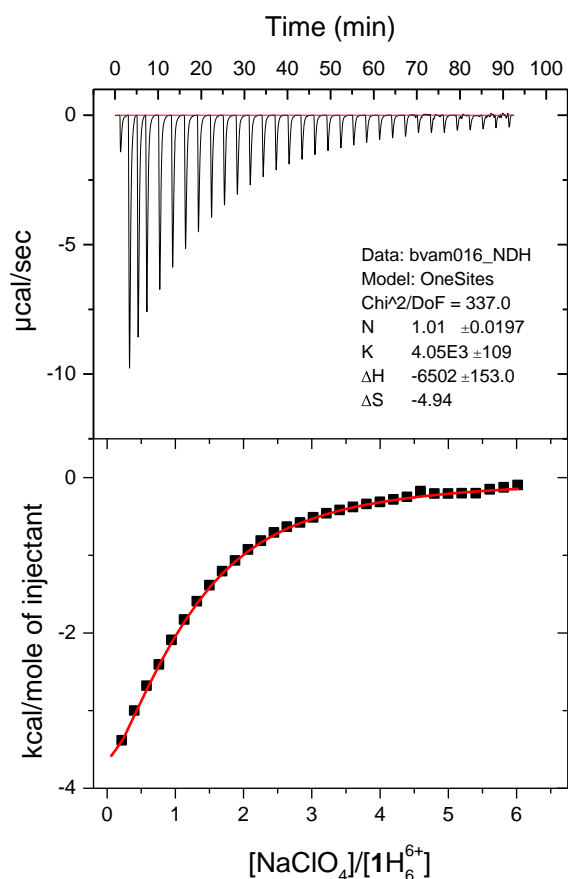 Time (min)
0 10 20 30 40 50 60 70 80 90 100
0
-5
-10
µcal/sec
Data: bvam016_NDH
Model: OneSites
Chi^2/DoF = 337.0
N 1.01 ±0.0197
K 4.05E3 ±109
ΔH -6502 ±153.0
ΔS -4.94
0
-2
-4
kcal/mole of injectant
0 1 2 3 4 5 6
[NaClO₄]/[1H₆⁶⁺]